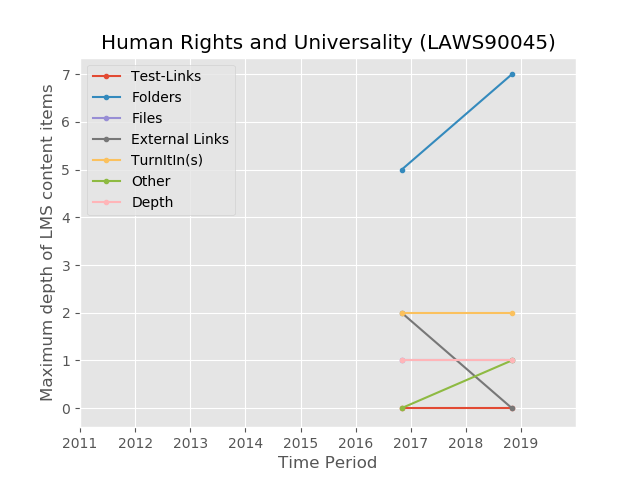 Human Rights and Universality (LAWS90045)
Maximum depth of LMS content items
7
6
5
4
3
2
1
0
Test-Links
Folders
Files
External Links
TurnItIn(s)
Other
Depth
2011 2012 2013 2014 2015 2016 2017 2018 2019
Time Period